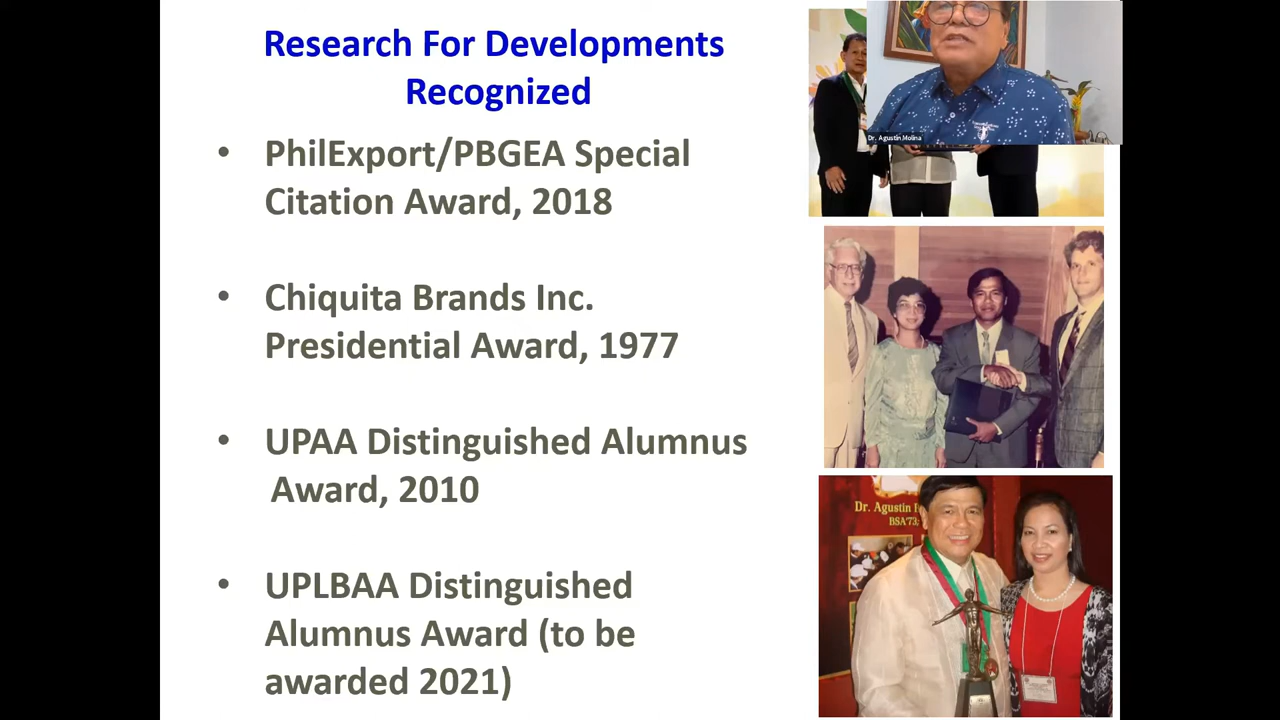 Research For Developments
Recognized
• PhilExport/PBGEA Special
Citation Award, 2018
• Chiquita Brands Inc.
Presidential Award, 1977
• UPAA Distinguished Alumnus
Award, 2010
• UPLBAA Distinguished
Alumnus Award (to be
awarded 2021)
Dr. Agustin Molina
Dr. Agustin
BSA'73;